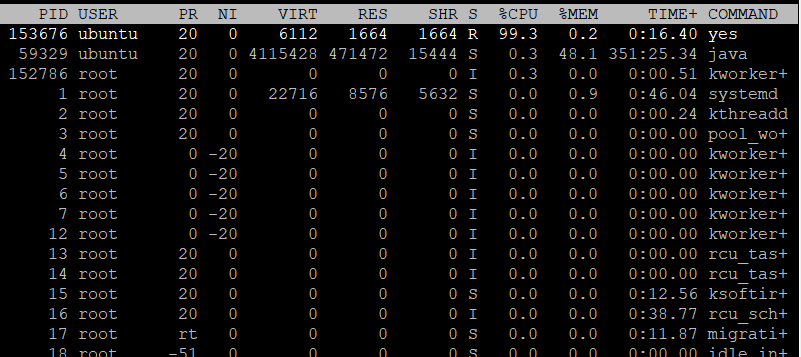 PID USER PR NI VIRT RES SHR S %CPU %MEM TIME+ COMMAND
153676 ubuntu 20 0 6112 1664 1664 R 99.3 0.2 0:16.40 yes
59329 ubuntu 20 0 4115428 471472 15444 S 0.3 48.1 351:25.34 java
152786 root 20 0 0 0 0 I 0.3 0.0 0:00.51 kworker+
1 root 20 0 22716 8576 5632 S 0.0 0.9 0:46.04 systemd
2 root 20 0 0 0 0 S 0.0 0.0 0:00.24 kthreadd
3 root 20 0 0 0 0 S 0.0 0.0 0:00.00 pool_wo+
4 root 0 -20 0 0 0 I 0.0 0.0 0:00.00 kworker+
5 root 0 -20 0 0 0 I 0.0 0.0 0:00.00 kworker+
6 root 0 -20 0 0 0 I 0.0 0.0 0:00.00 kworker+
7 root 0 -20 0 0 0 I 0.0 0.0 0:00.00 kworker+
12 root 0 -20 0 0 0 I 0.0 0.0 0:00.00 kworker+
13 root 20 0 0 0 0 I 0.0 0.0 0:00.00 rcu_tas+
14 root 20 0 0 0 0 I 0.0 0.0 0:00.00 rcu_tas+
15 root 20 0 0 0 0 S 0.0 0.0 0:12.56 ksoftir+
16 root 20 0 0 0 0 I 0.0 0.0 0:38.77 rcu_sch+
17 root rt 0 0 0 0 S 0.0 0.0 0:11.87 migrati+
18 root -51 0 0 0 0 S 0.0 0.0 0:00.00 idle_in+